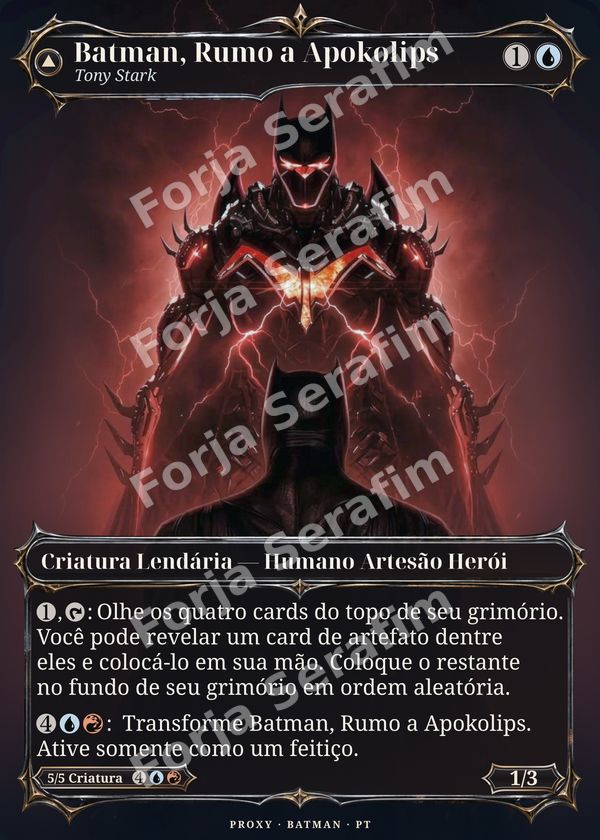 Batman, Rumo a Apokolips
1
Tony Stark
Forja Serafim
Forja Serafim
Forja Serafim
Forja Serafim
Forja Serafim
Criatura Lendária — Humano Artesão Herói
1, : Olhe os quatro cards do topo de seu grimório.
Você pode revelar um card de artefato dentre
eles e colocá-lo em sua mão. Coloque o restante
no fundo de seu grimório em ordem aleatória.
4 : Transforme Batman, Rumo a Apokolips.
Ative somente como um feitiço.
5/5 Criatura 4
1/3
PROXY · BATMAN · PT